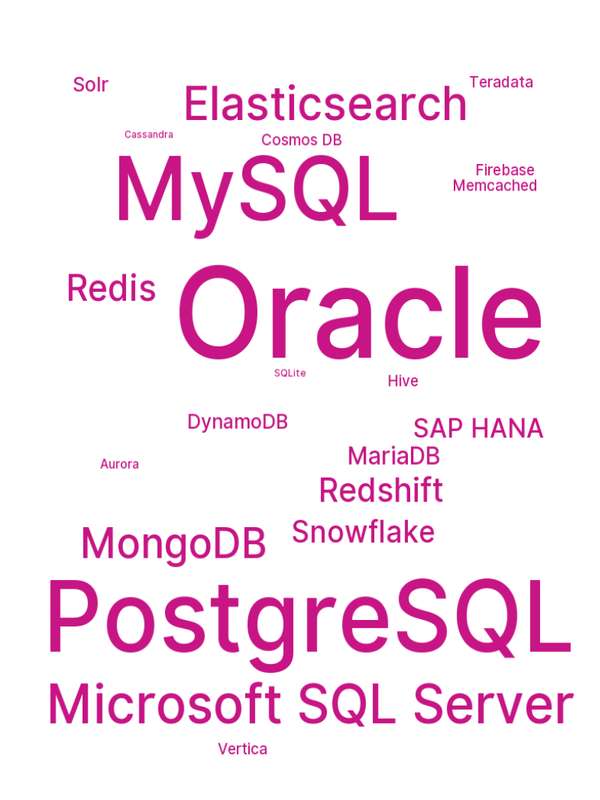 Solr
Teradata
Elasticsearch
Cassandra
Cosmos DB
MySQL
Firebase
Memcached
Redis
Oracle
SQLite
Hive
DynamoDB
SAP HANA
MariaDB
Aurora
Redshift
Snowflake
MongoDB
PostgreSQL
Microsoft SQL Server
Vertica